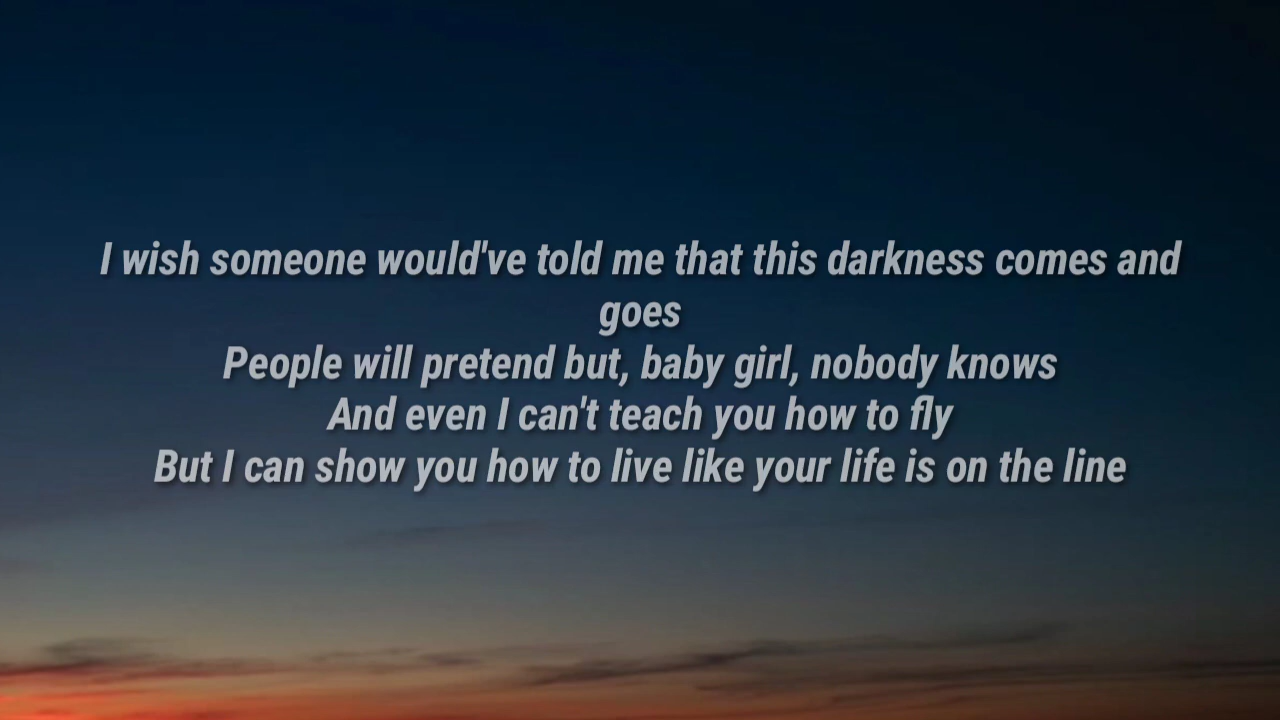 I wish someone would've told me that this darkness comes and
goes
People will pretend but, baby girl, nobody knows
And even I can't teach you how to fly
But I can show you how to live like your life is on the line